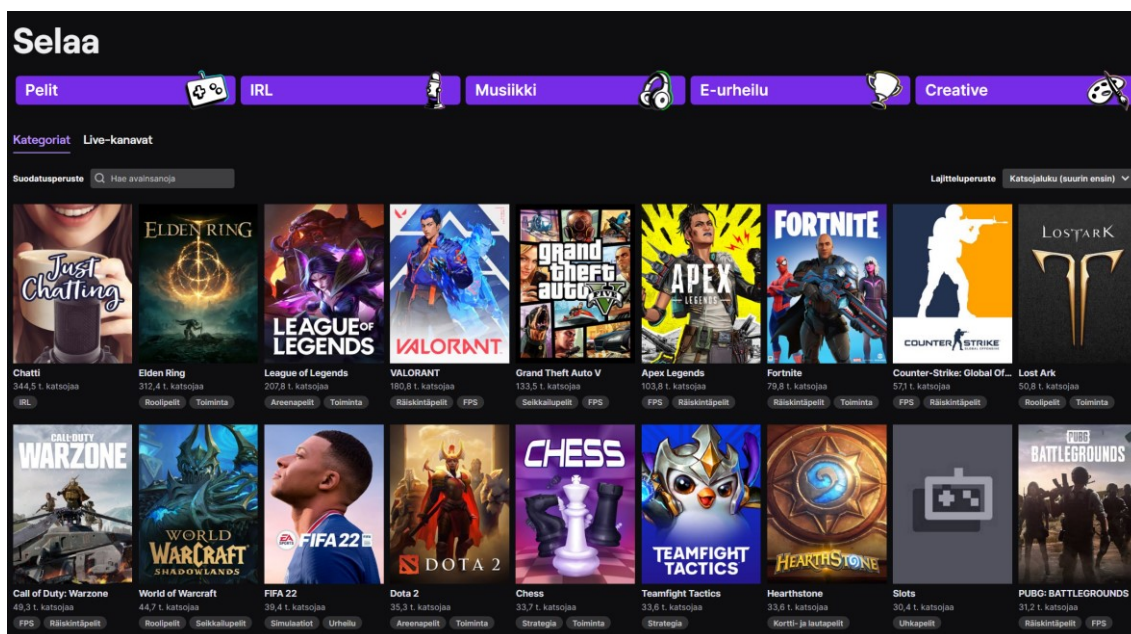 Selaa
Pelit IRL Musiikki E-urheilu Creative
Kategoriat Live-kanavat
Suodatusperuste Hae avainsanoja Lajitteluperuste Katsojaluku (suurin ensin)
Just Chatting ELDEN RING LEAGUE OF LEGENDS VALORANT grand theft auto V FIVE APEX LEGENDS FORTNITE COUNTER STRIKE LOST ARK
Chatti Elden Ring League of Legends VALORANT Grand Theft Auto V Apex Legends Fortnite Counter-Strike: Global Of... Lost Ark
344,5 t. katsojaa 312,4 t. katsojaa 207,8 t. katsojaa 180,8 t. katsojaa 133,5 t. katsojaa 103,8 t. katsojaa 79,8 t. katsojaa 57,1 t. katsojaa 50,8 t. katsojaa
IRL Roolipelit Toiminta Areenapelit Toiminta Räiskintäpelit FPS Seikkailupelit FPS FPS Räiskintäpelit Räiskintäpelit Toiminta FPS Räiskintäpelit Roolipelit Toiminta
CALL OF DUTY WARZONE WORLD WARCRAFT SHADOWLANDS EA SPORTS FIFA 22 DOTA 2 CHESS TEAMFIGHT TACTICS HEARTHSTONE PUBG BATTLEGROUNDS
Call of Duty: Warzone World of Warcraft FIFA 22 Dota 2 Chess Teamfight Tactics Hearthstone Slots PUBG: BATTLEGROUNDS
49,3 t. katsojaa 44,7 t. katsojaa 39,4 t. katsojaa 35,3 t. katsojaa 33,7 t. katsojaa 33,6 t. katsojaa 33,6 t. katsojaa 30,4 t. katsojaa 31,2 t. katsojaa
FPS Räiskintäpelit Roolipelit Seikkailupelit Simulaatiot Urheilu Areenapelit Toiminta Strategia Toiminta Strategia Kortti- ja lautapelit Uhkapelit Räiskintäpelit FPS